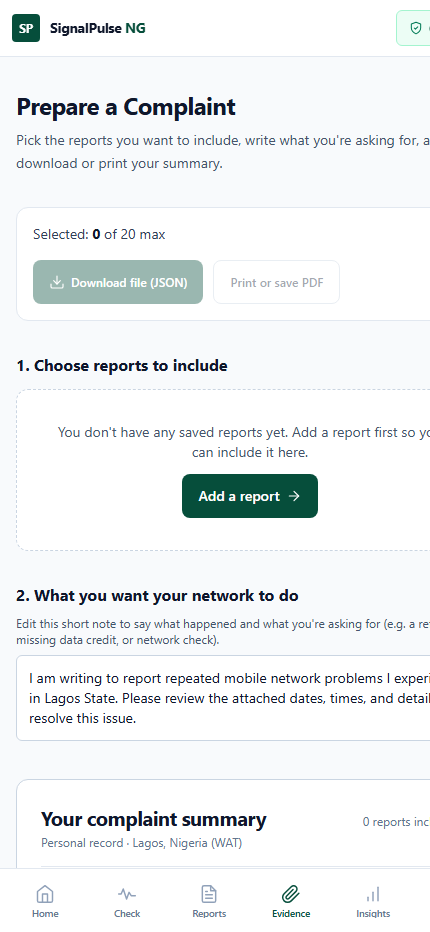 SP SignalPulse NG
Prepare a Complaint
Pick the reports you want to include, write what you're asking for, a
download or print your summary.
Selected: 0 of 20 max
Download file (JSON) Print or save PDF
1. Choose reports to include
You don't have any saved reports yet. Add a report first so yo
can include it here.
Add a report
2. What you want your network to do
Edit this short note to say what happened and what you're asking for (e.g. a re
missing data credit, or network check).
I am writing to report repeated mobile network problems I experi
in Lagos State. Please review the attached dates, times, and detail
resolve this issue.
Your complaint summary
0 reports inc
Personal record · Lagos, Nigeria (WAT)
Home Check Reports Evidence Insights